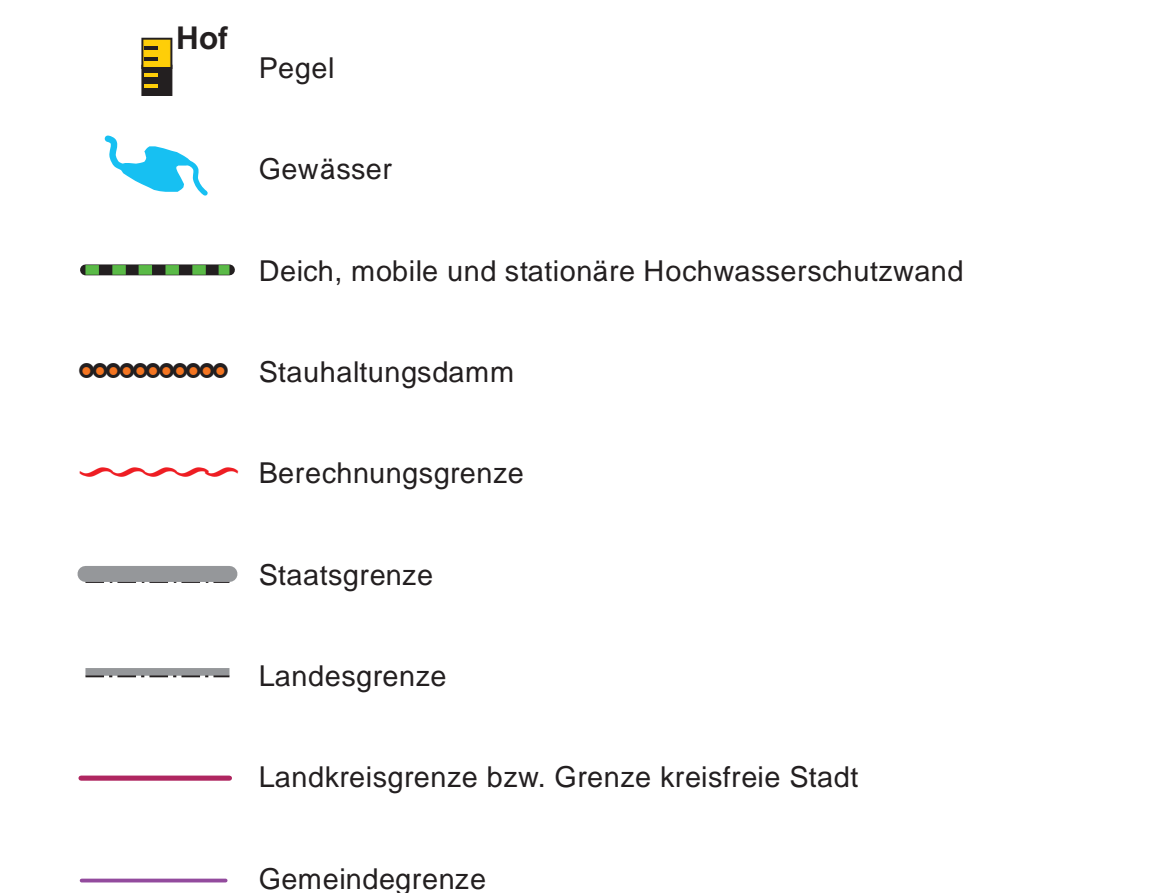 Hof
Pegel
Gewässer
Deich, mobile und stationäre Hochwasserschutzwand
Stauhaltungsdamm
Berechnungsgrenze
Staatsgrenze
Landesgrenze
Landkreisgrenze bzw. Grenze kreisfreie Stadt
Gemeindegrenze